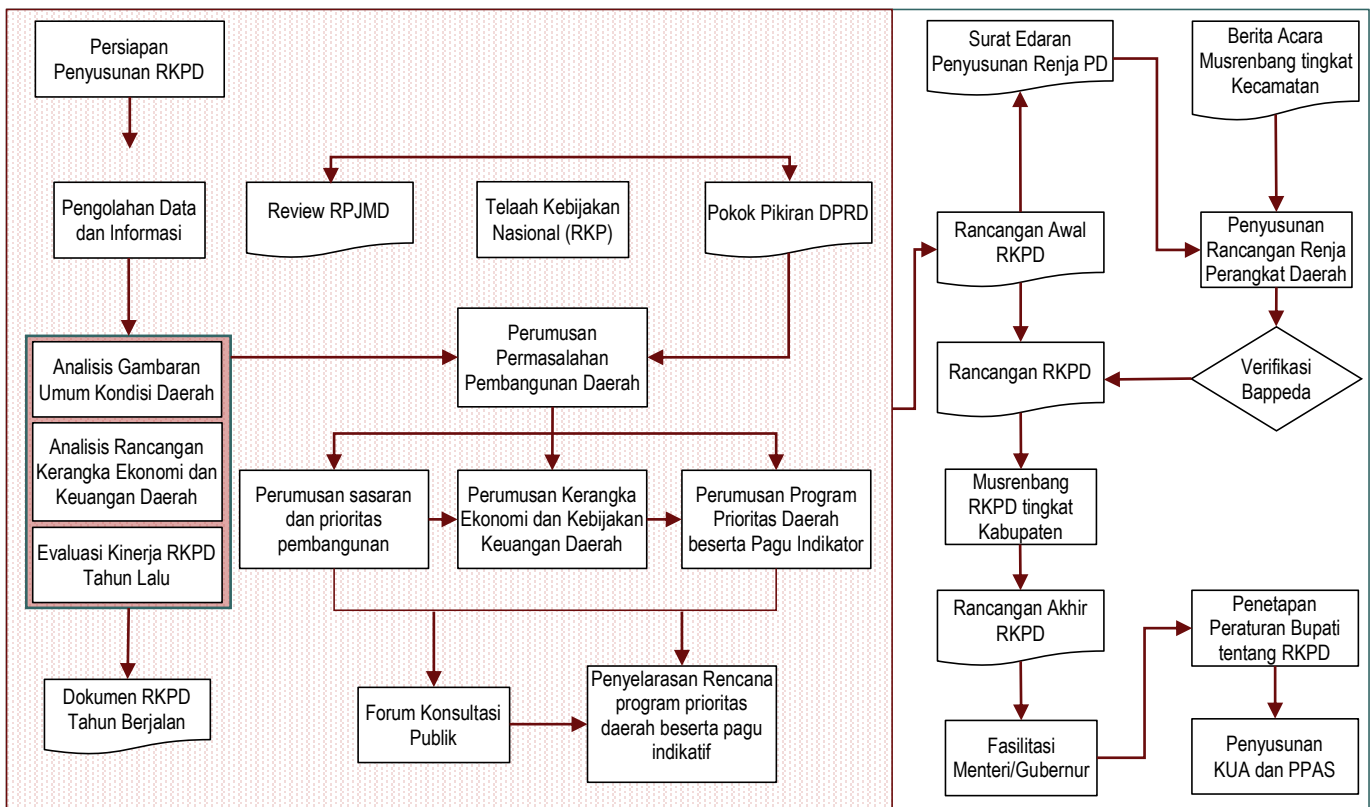 Persiapan
Penyusunan RKPD
Pengolahan Data
dan Informasi
Analisis Gambaran
Umum Kondisi Daerah
Analisis Rancangan
Kerangka Ekonomi dan
Keuangan Daerah
Evaluasi Kinerja RKPD
Tahun Lalu
Dokumen RKPD
Tahun Berjalan
Review RPJMD
Telaah Kebijakan
Nasional (RKP)
Pokok Pikiran DPRD
Perumusan
Permasalahan
Pembangunan Daerah
Perumusan sasaran
dan prioritas
pembangunan
Perumusan Kerangka
Ekonomi dan Kebijakan
Keuangan Daerah
Perumusan Program
Prioritas Daerah
beserta Pagu Indikator
Forum Konsultasi
Publik
Penyelarasan Rencana
program prioritas
daerah beserta pagu
indikatif
Surat Edaran
Penyusunan Renja PD
Berita Acara
Musrenbang tingkat
Kecamatan
Rancangan Awal
RKPD
Penyusunan
Rancangan Renja
Perangkat Daerah
Rancangan RKPD
Verifikasi
Bappeda
Musrenbang
RKPD tingkat
Kabupaten
Rancangan Akhir
RKPD
Penetapan
Peraturan Bupati
tentang RKPD
Fasilitasi
Menteri/Gubernur
Penyusunan
KUA dan PPAS